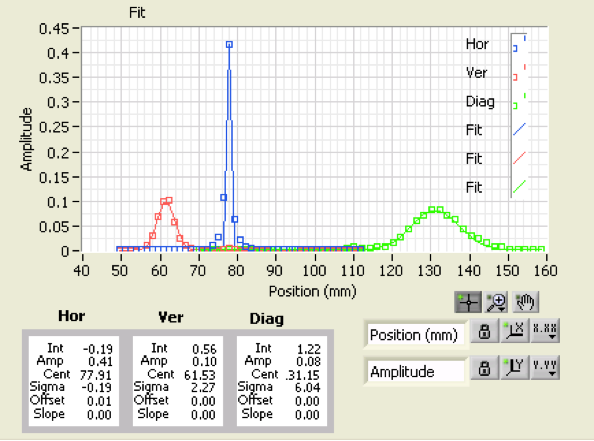 Fit
0.45
0.4
0.35
0.3
0.25
0.2
0.15
0.1
0.05
0
Amplitude
40 50 60 70 80 90 100 110 120 130 140 150 160
Position (mm)
Hor
Ver
Diag
Fit
Fit
Fit
Hor Ver Diag
Int -0.19 Int 0.56 Int 1.22
Amp 0.41 Amp 0.10 Amp 0.08
Cent 77.91 Cent 61.53 Cent .31.15
Sigma -0.19 Sigma 2.27 Sigma 6.04
Offset 0.01 Offset 0.00 Offset 0.00
Slope 0.00 Slope 0.00 Slope 0.00
Position (mm) X X.XX
Amplitude Y Y.YY